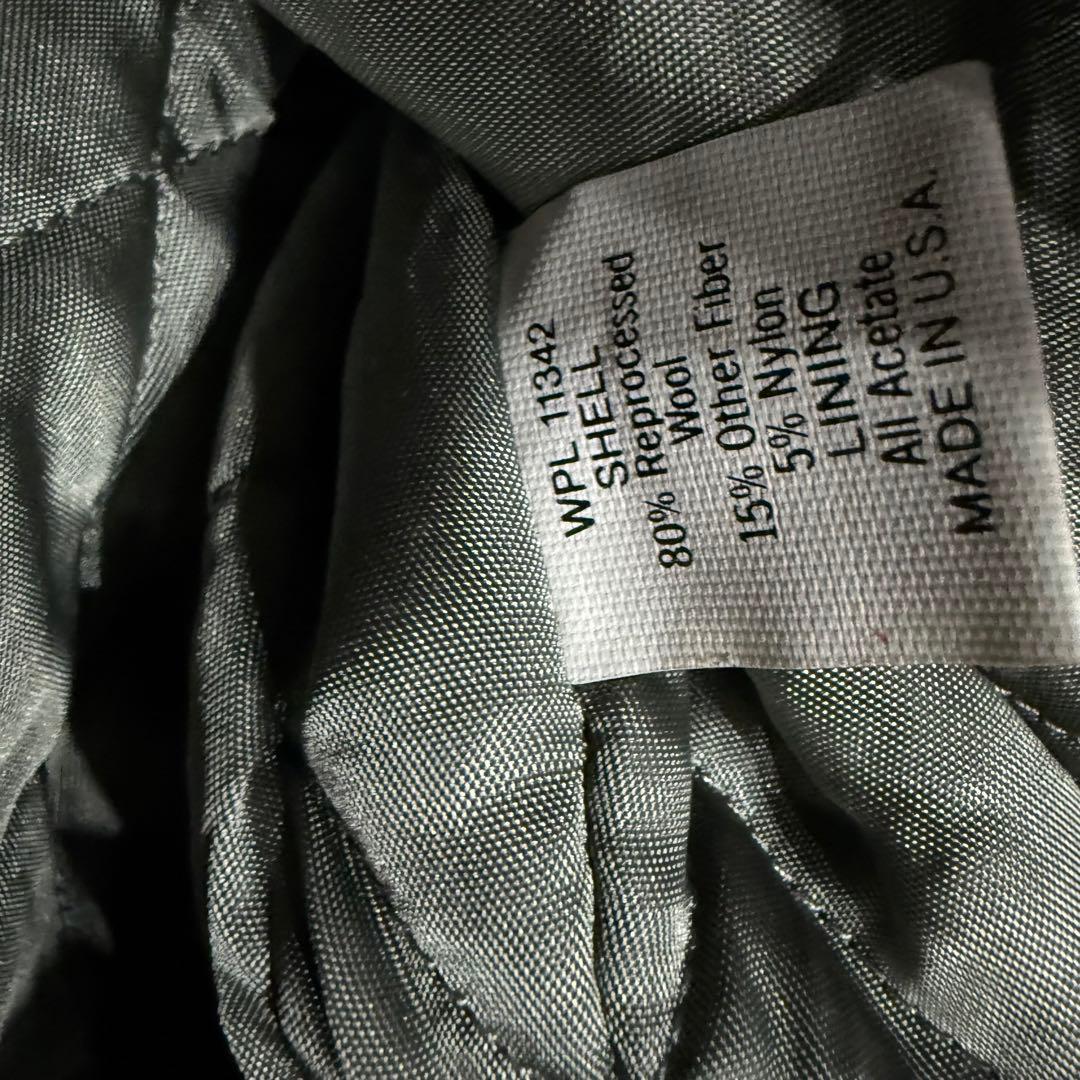 WPL 11342
SHELL
80% Reprocessed
Wool
15% Other Fiber
5% Nylon
LINING
All Acetate
MADE IN U.S.A.